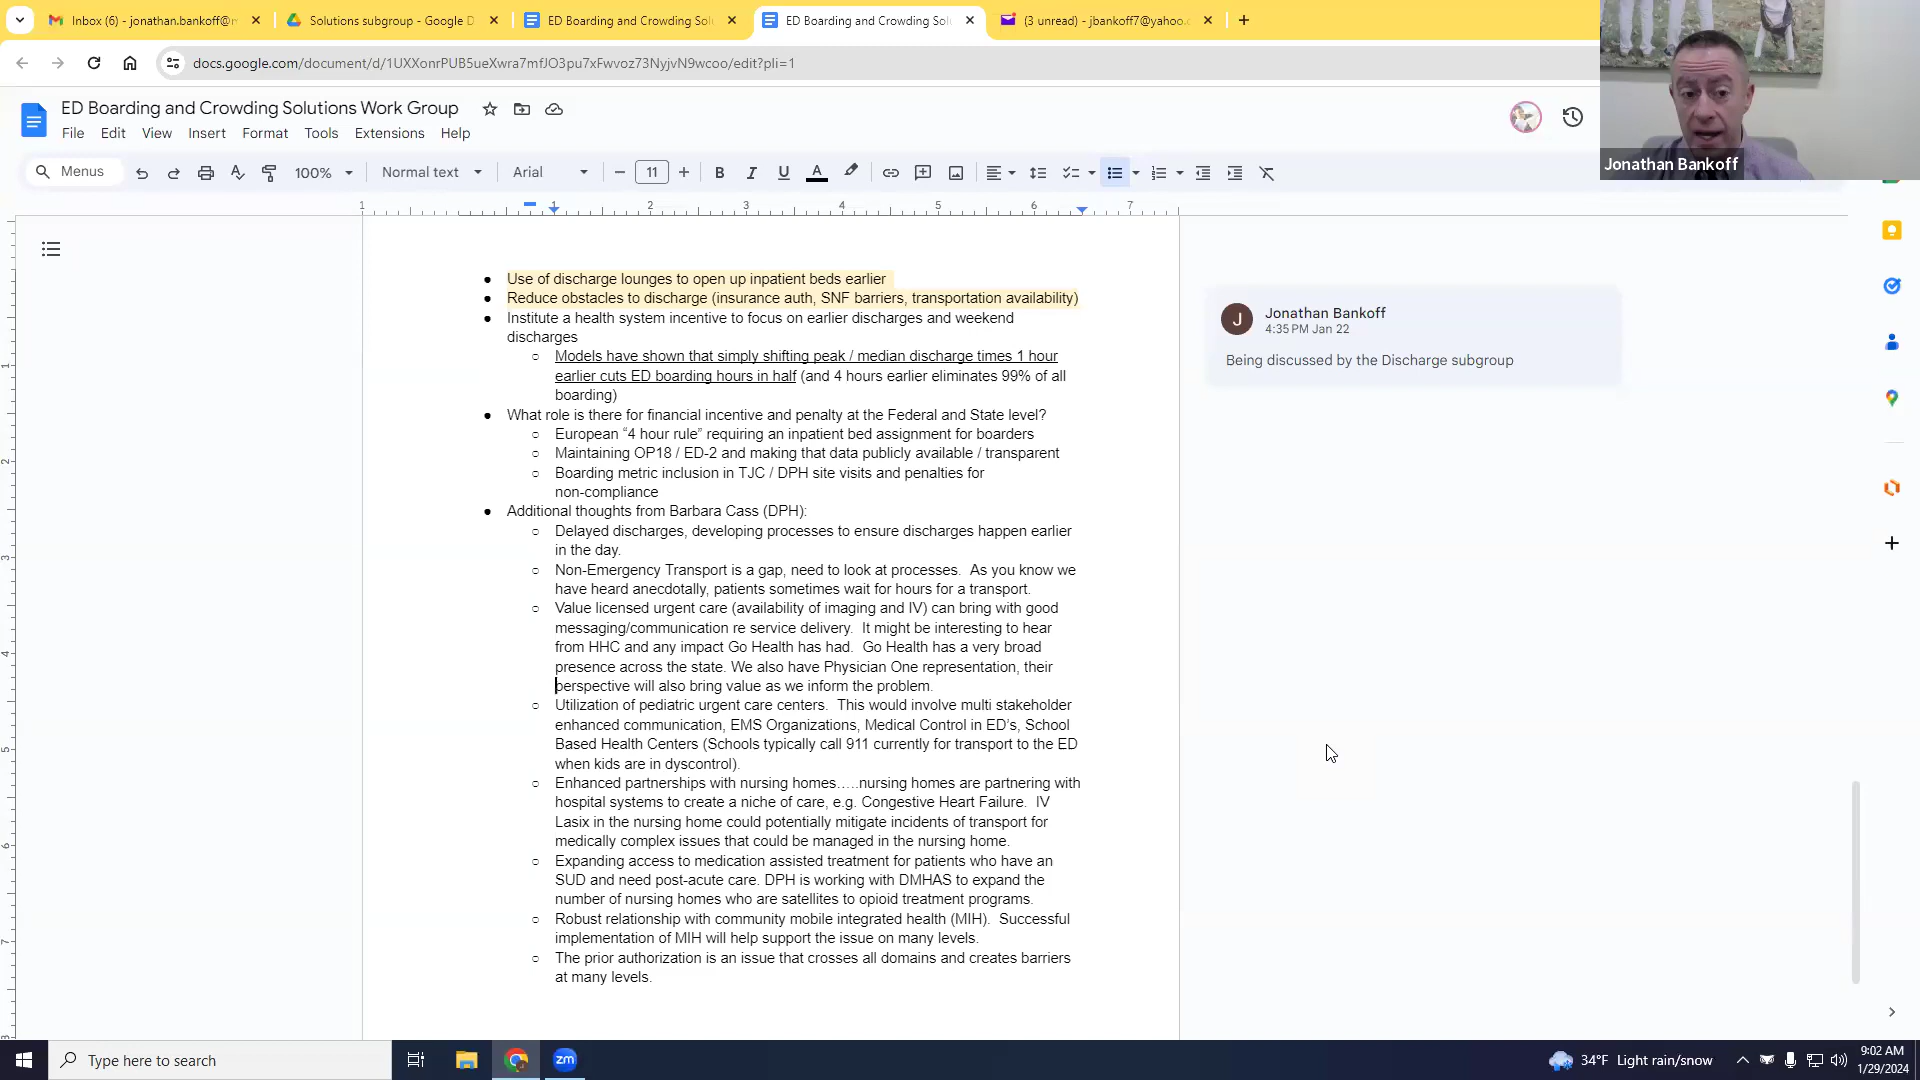 Inbox (6) - jonathan.bankoff@m
Solutions subgroup - Google D
ED Boarding and Crowding Solu
ED Boarding and Crowding Solu
(3 unread) - jbankoff7@yahoo.c
docs.google.com/document/d/1UXXonrPUB5ueXwra7mfJO3pu7xFwvoz73NyjvN9wcoo/edit?pli=1
ED Boarding and Crowding Solutions Work Group
File Edit View Insert Format Tools Extensions Help
Jonathan Bankoff
Menus 100% Normal text Arial 11
1 1 2 3 4 5 6 7
● Use of discharge lounges to open up inpatient beds earlier
● Reduce obstacles to discharge (insurance auth, SNF barriers, transportation availability)
● Institute a health system incentive to focus on earlier discharges and weekend
discharges
○ Models have shown that simply shifting peak / median discharge times 1 hour
earlier cuts ED boarding hours in half (and 4 hours earlier eliminates 99% of all
boarding)
● What role is there for financial incentive and penalty at the Federal and State level?
○ European “4 hour rule” requiring an inpatient bed assignment for boarders
○ Maintaining OP18 / ED-2 and making that data publicly available / transparent
○ Boarding metric inclusion in TJC / DPH site visits and penalties for
non-compliance
● Additional thoughts from Barbara Cass (DPH):
○ Delayed discharges, developing processes to ensure discharges happen earlier
in the day.
○ Non-Emergency Transport is a gap, need to look at processes.  As you know we
have heard anecdotally, patients sometimes wait for hours for a transport.
○ Value licensed urgent care (availability of imaging and IV) can bring with good
messaging/communication re service delivery.  It might be interesting to hear
from HHC and any impact Go Health has had.  Go Health has a very broad
presence across the state. We also have Physician One representation, their
perspective will also bring value as we inform the problem.
○ Utilization of pediatric urgent care centers.  This would involve multi stakeholder
enhanced communication, EMS Organizations, Medical Control in ED’s, School
Based Health Centers (Schools typically call 911 currently for transport to the ED
when kids are in dyscontrol).
○ Enhanced partnerships with nursing homes…..nursing homes are partnering with
hospital systems to create a niche of care, e.g. Congestive Heart Failure.  IV
Lasix in the nursing home could potentially mitigate incidents of transport for
medically complex issues that could be managed in the nursing home.
○ Expanding access to medication assisted treatment for patients who have an
SUD and need post-acute care. DPH is working with DMHAS to expand the
number of nursing homes who are satellites to opioid treatment programs.
○ Robust relationship with community mobile integrated health (MIH).  Successful
implementation of MIH will help support the issue on many levels.
○ The prior authorization is an issue that crosses all domains and creates barriers
at many levels.
J
Jonathan Bankoff
4:35 PM Jan 22
Being discussed by the Discharge subgroup
1
2
3
4
5
6
7
8
Type here to search
zm
34°F Light rain/snow
9:02 AM
1/29/2024